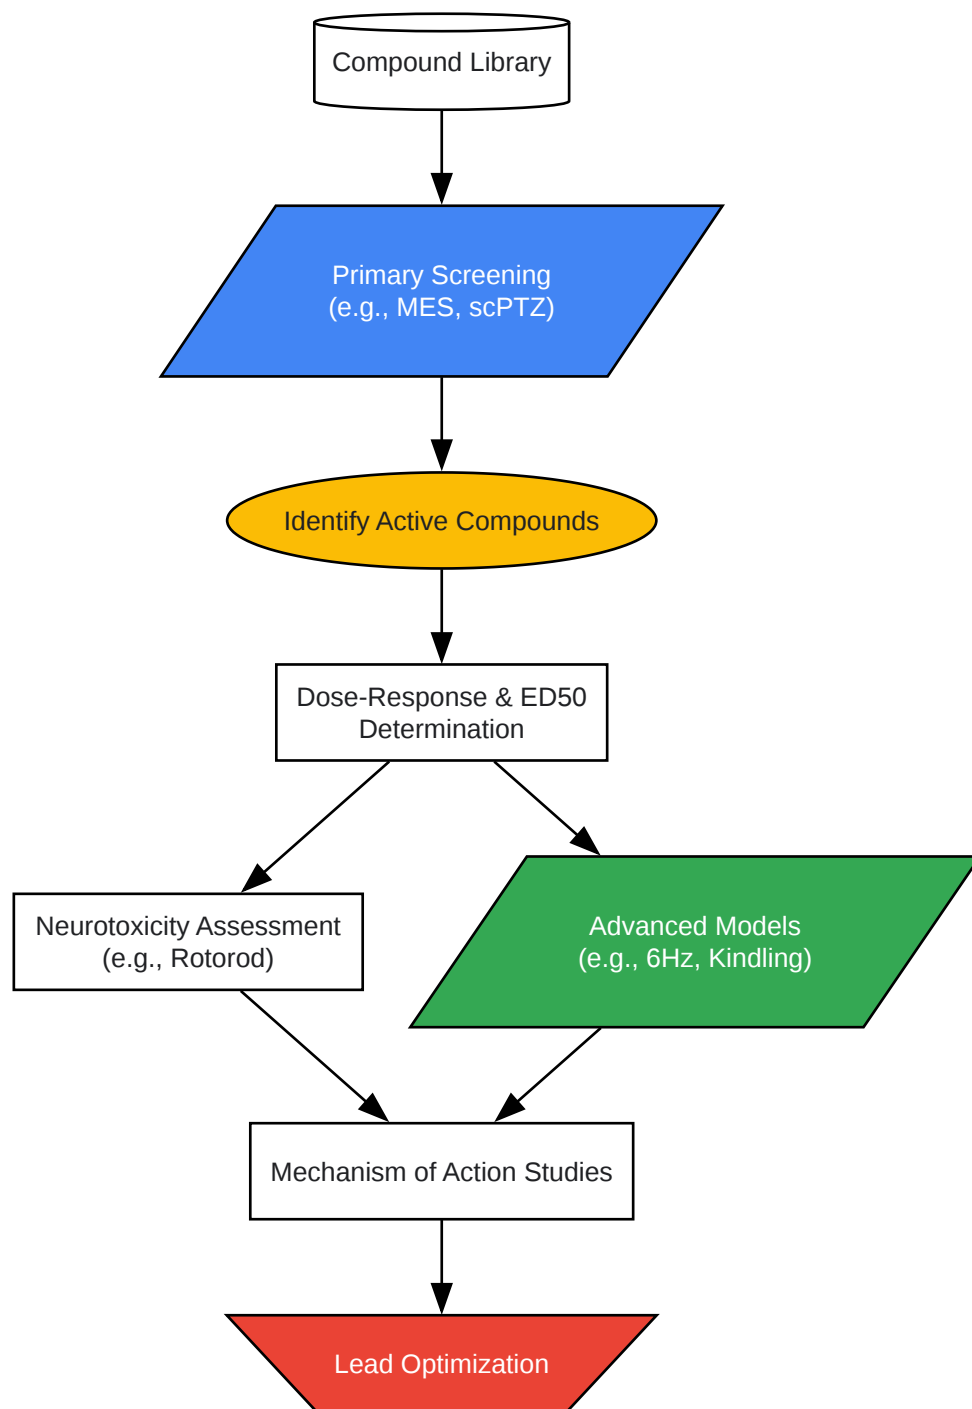 Compound Library
Primary Screening
(e.g., MES, scPTZ)
Identify Active Compounds
Dose-Response & ED50
Determination
Neurotoxicity Assessment
(e.g., Rotorod)
Advanced Models
(e.g., 6Hz, Kindling)
Mechanism of Action Studies
Lead Optimization